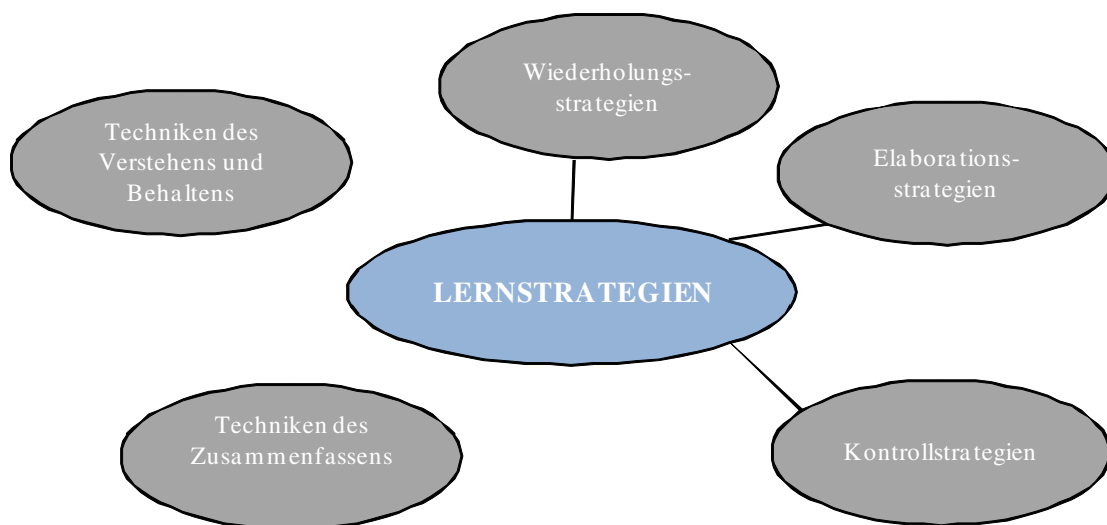 Wiederholungs-
strategien
Techniken des
Verstehens und
Behaltens
Elaborations-
strategien
LERNSTRATEGIEN
Techniken des
Zusammenfassens
Kontrollstrategien